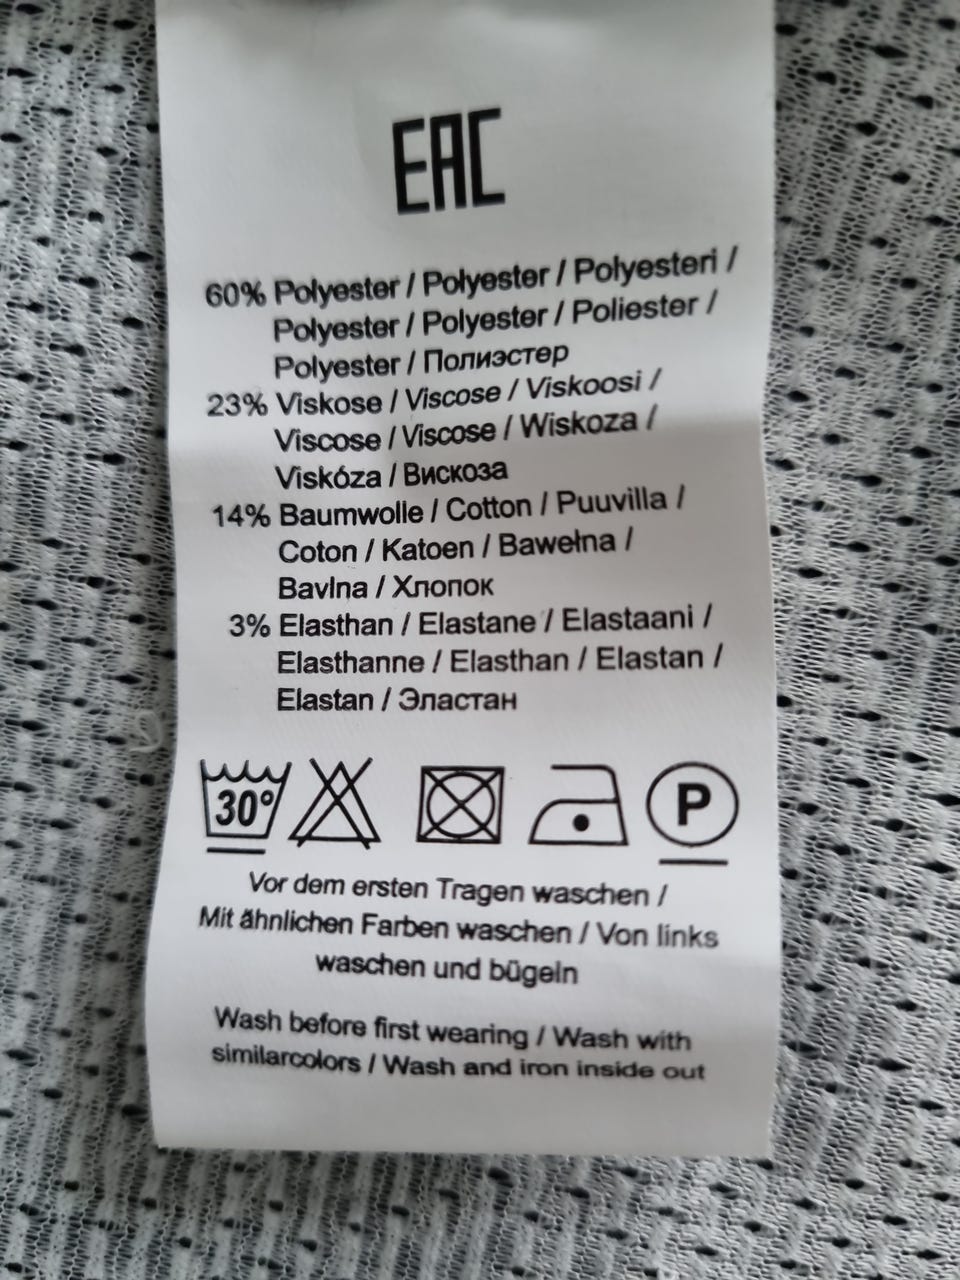 EAC
60% Polyester / Polyester / Polyesteri /
Polyester / Polyester / Poliester /
Polyester / Полиэстер
23% Viskose / Viscose / Viskoosi /
Viscose / Viscose / Wiskoza /
Viskóza / Вискоза
14% Baumwolle / Cotton / Puuvilla /
Coton / Katoen / Bawełna /
Bavlna / Хлопок
3% Elasthan / Elastane / Elastaani /
Elasthanne / Elasthan / Elastan /
Elastan / Эластан
30° P
Vor dem ersten Tragen waschen /
Mit ähnlichen Farben waschen / Von links
waschen und bügeln
Wash before first wearing / Wash with
similarcolors / Wash and iron inside out